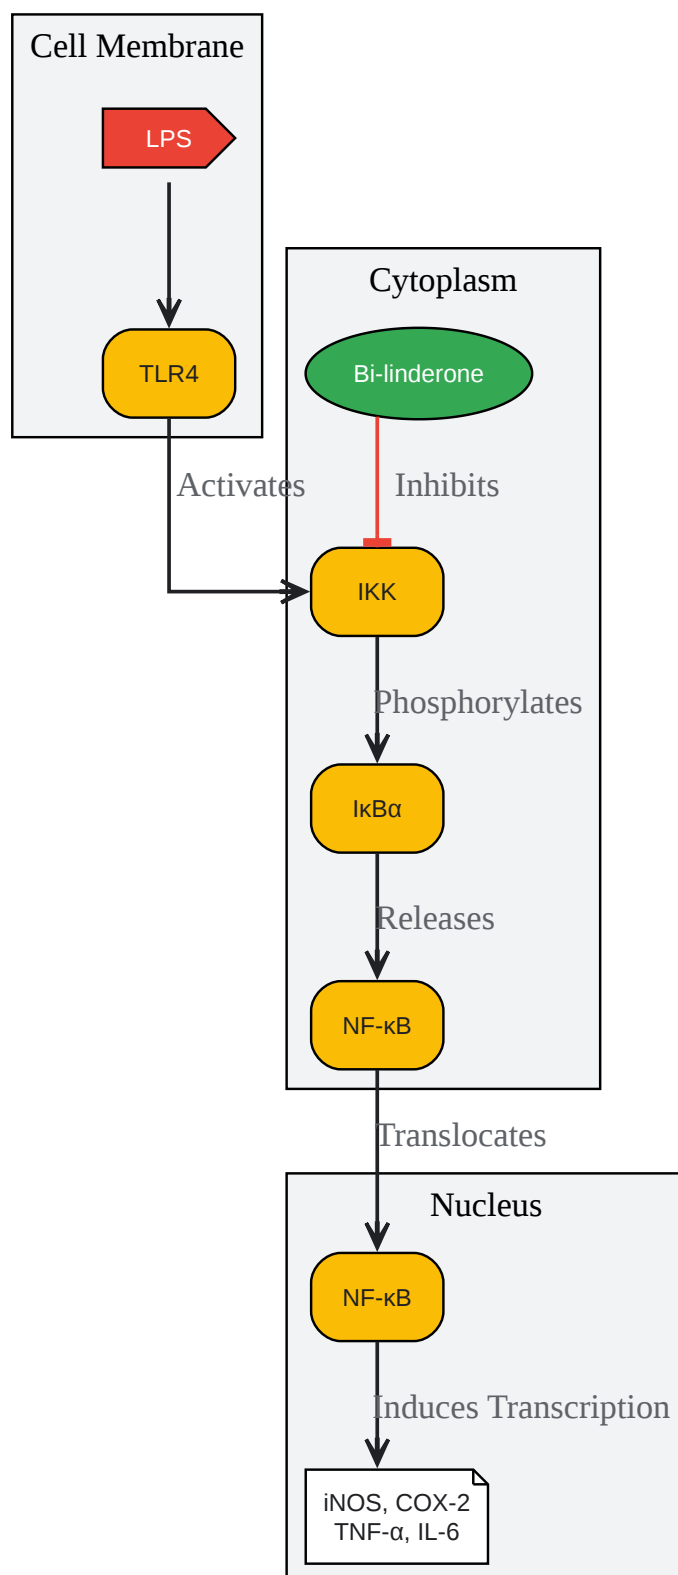 Cell Membrane
LPS
TLR4
Activates
Cytoplasm
Bi-linderone
Inhibits
IKK
Phosphorylates
IκBα
Releases
NF-κB
Translocates
Nucleus
NF-κB
Induces Transcription
iNOS, COX-2
TNF-α, IL-6